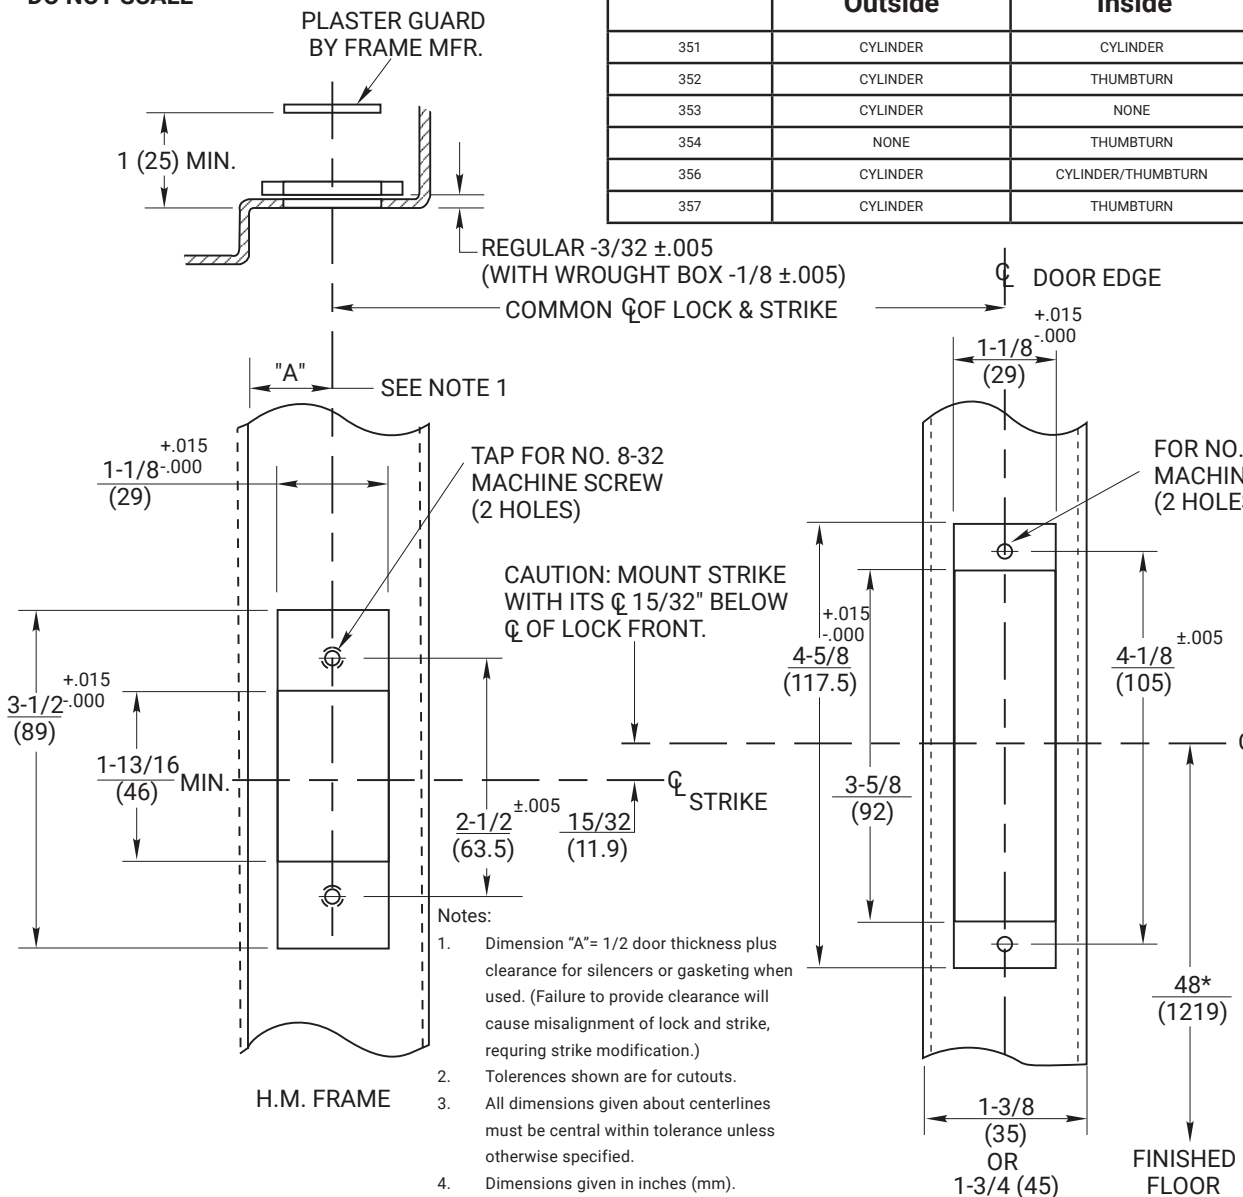 DO NOT SCALE
PLASTER GUARD
BY FRAME MFR.
Outside Inside
351 CYLINDER CYLINDER
352 CYLINDER THUMBTURN
353 CYLINDER NONE
354 NONE THUMBTURN
356 CYLINDER CYLINDER/THUMBTURN
357 CYLINDER THUMBTURN
1 (25) MIN.
REGULAR -3/32 ±.005
(WITH WROUGHT BOX -1/8 ±.005)
COMMON ℄ OF LOCK & STRIKE
℄ DOOR EDGE
"A"
SEE NOTE 1
1-1/8 +.015 -.000
(29)
1-1/8 +.015 -.000
(29)
TAP FOR NO. 8-32
MACHINE SCREW
(2 HOLES)
FOR NO.
MACHIN
(2 HOLES
CAUTION: MOUNT STRIKE
WITH ITS ℄ 15/32" BELOW
℄ OF LOCK FRONT.
3-1/2 +.015 -.000
(89)
1-13/16 MIN.
(46)
℄ STRIKE
2-1/2 ±.005
(63.5)
15/32
(11.9)
4-5/8 +.015 -.000
(117.5)
3-5/8
(92)
4-1/8 ±.005
(105)
48*
(1219)
FINISHED
FLOOR
1-3/8
(35)
OR
1-3/4 (45)
H.M. FRAME
Notes:
1. Dimension “A”= 1/2 door thickness plus
clearance for silencers or gasketing when
used. (Failure to provide clearance will
cause misalignment of lock and strike,
requring strike modification.)
2. Tolerences shown are for cutouts.
3. All dimensions given about centerlines
must be central within tolerance unless
otherwise specified.
4. Dimensions given in inches (mm).